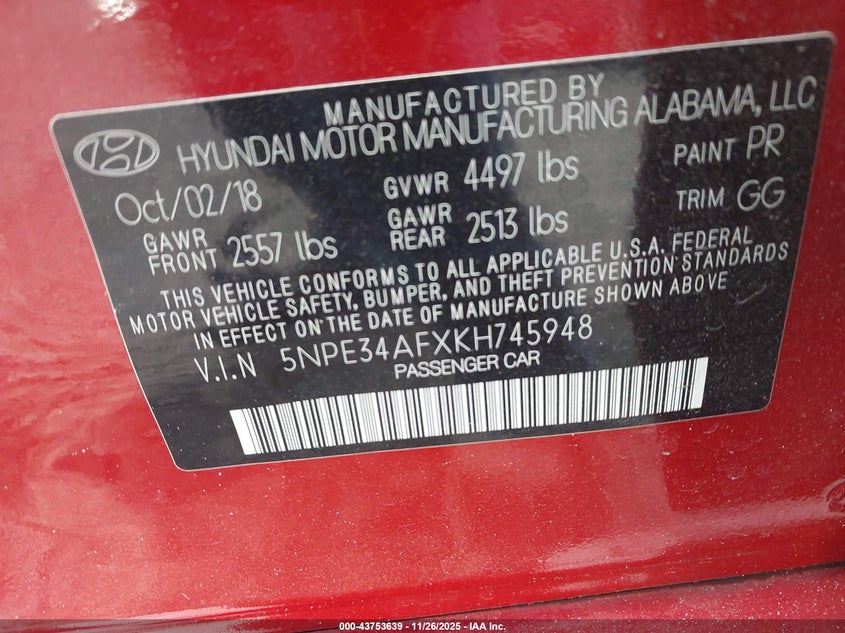 MANUFACTURED BY
HYUNDAI MOTOR MANUFACTURING ALABAMA, LLC
Oct/02/18 GVWR 4497 lbs PAINT PR
GAWR FRONT 2557 lbs GAWR REAR 2513 lbs TRIM GG
THIS VEHICLE CONFORMS TO ALL APPLICABLE U.S.A. FEDERAL
MOTOR VEHICLE SAFETY, BUMPER, AND THEFT PREVENTION STANDARDS
IN EFFECT ON THE DATE OF MANUFACTURE SHOWN ABOVE
V.I.N 5NPE34AFXKH745948
PASSENGER CAR
000-43753639 - 11/26/2025 - IAA Inc.